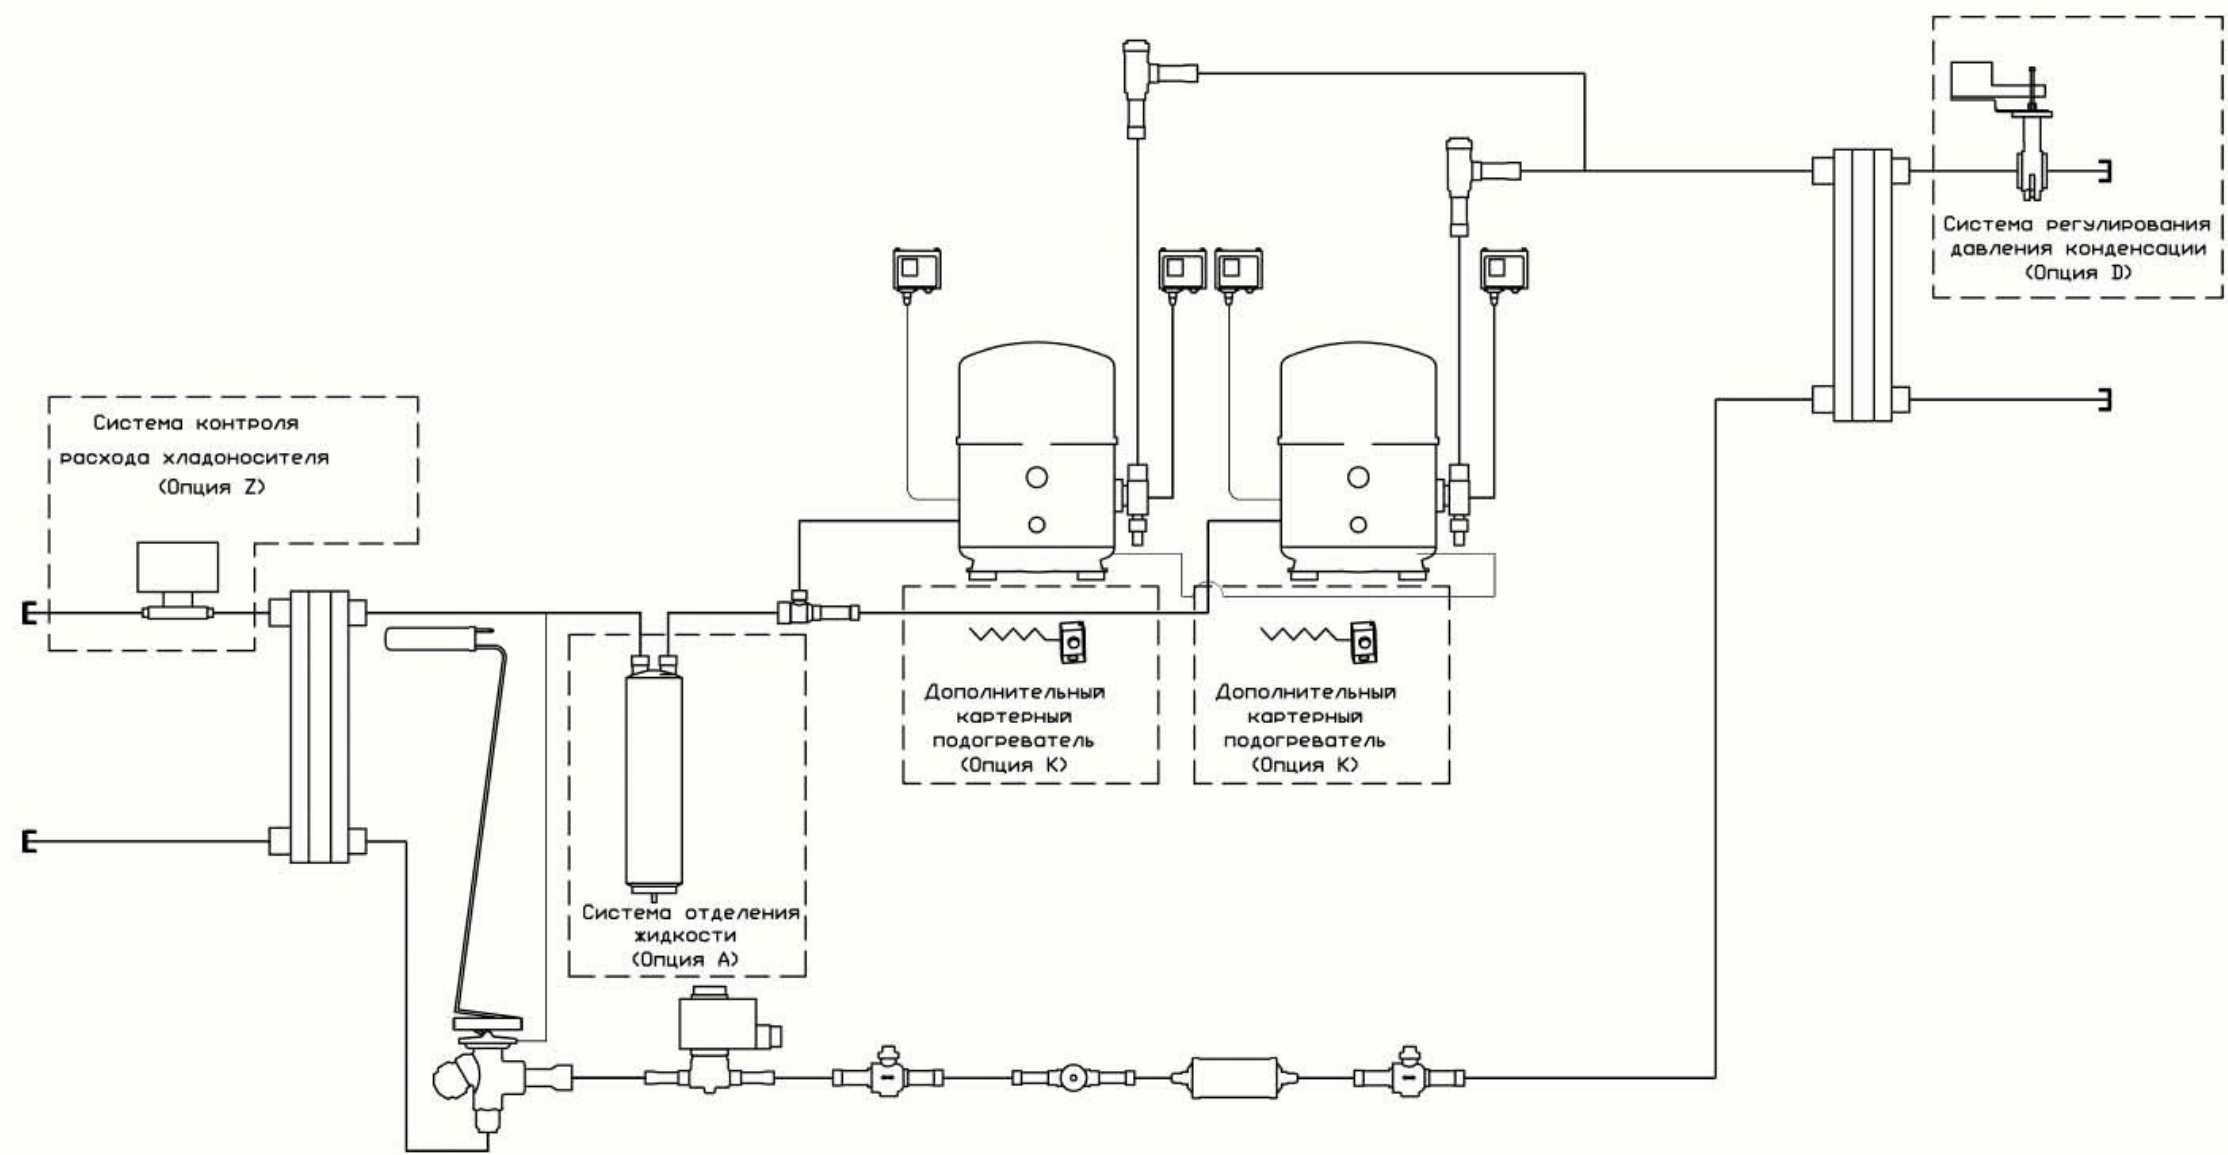 Система регулирования
давления конденсации
(Опция D)
Система контроля
расхода хладоносителя
(Опция Z)
Дополнительный
картерный
подогреватель
(Опция К)
Дополнительный
картерный
подогреватель
(Опция К)
Система отделения
жидкости
(Опция А)